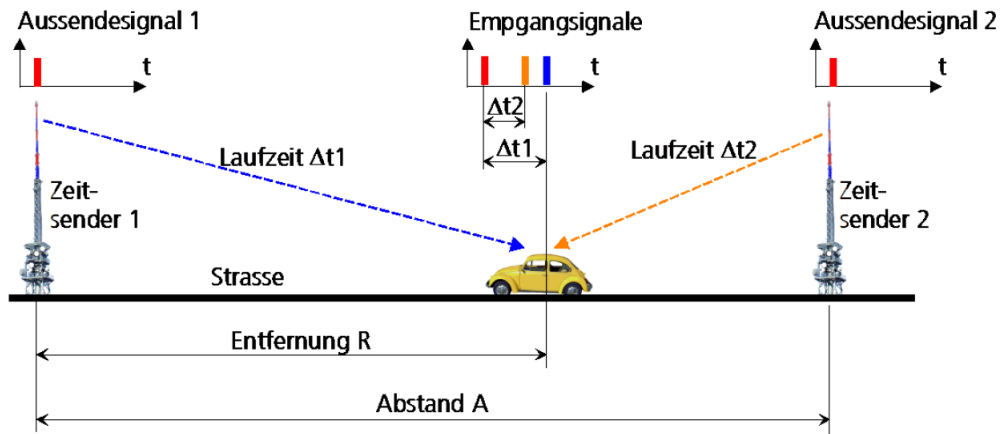 Aussendesignal 1
Empgangsignale
Aussendesignal 2
t
t
t
Δt2
Δt1
Laufzeit Δt1
Laufzeit Δt2
Zeit-
sender 1
Zeit-
sender 2
Strasse
Entfernung R
Abstand A